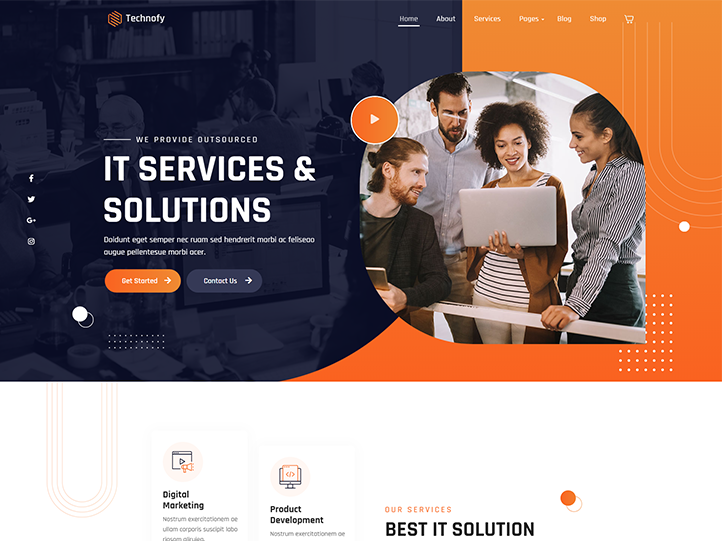 Technofy
Home About Services Pages Blog Shop
WE PROVIDE OUTSOURCED
IT SERVICES &
SOLUTIONS
Doidunt eget semper nec ruam sed hendrerit morbi ac feliseao
augue pellentesue morbi acer.
Get Started
Contact Us
Digital
Marketing
Nostrum exercitationem ae
ullam corporis suscipit labo
Product
Development
Nostrum exercitationem ae
OUR SERVICES
BEST IT SOLUTION